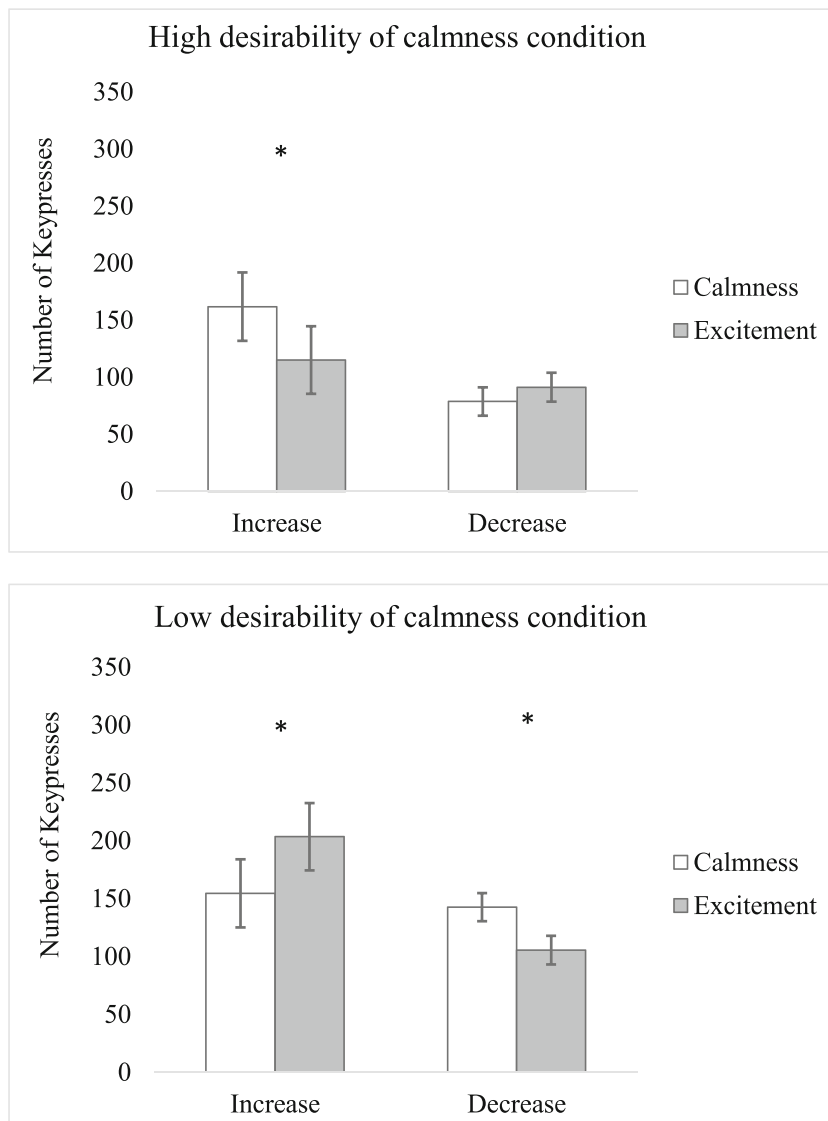 High desirability of calmness condition
350
300
250
200
150
100
50
0
Number of Keypresses
*
Increase
Decrease
Calmness
Excitement
Low desirability of calmness condition
350
300
250
200
150
100
50
0
Number of Keypresses
*
*
Increase
Decrease
Calmness
Excitement